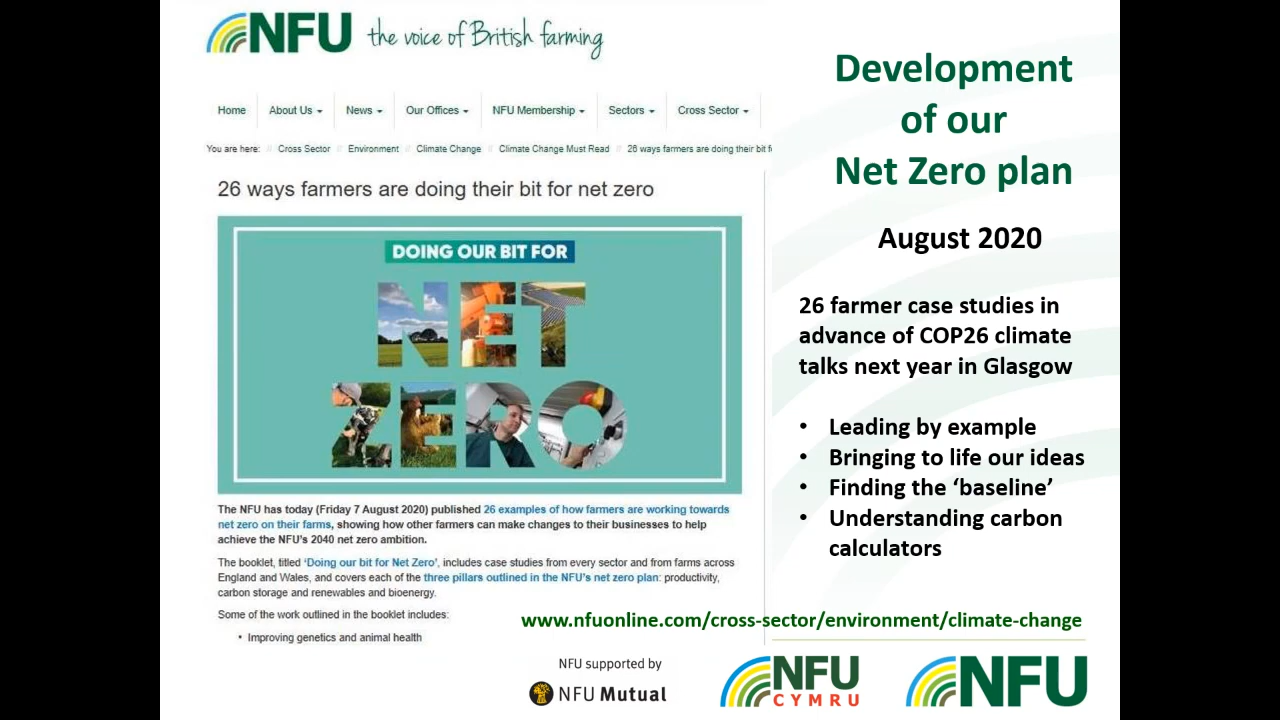 NFU the voice of British farming
Home About Us News Our Offices NFU Membership Sectors Cross Sector
You are here: Cross Sector Environment Climate Change Climate Change Must Read 26 ways farmers are doing their bit f
26 ways farmers are doing their bit for net zero
DOING OUR BIT FOR
NET
ZERO
The NFU has today (Friday 7 August 2020) published 26 examples of how farmers are working towards
net zero on their farms, showing how other farmers can make changes to their businesses to help
achieve the NFU's 2040 net zero ambition.
The booklet, titled 'Doing our bit for Net Zero', includes case studies from every sector and from farms across
England and Wales, and covers each of the three pillars outlined in the NFU's net zero plan: productivity,
carbon storage and renewables and bioenergy.
Some of the work outlined in the booklet includes:
• Improving genetics and animal health
Development
of our
Net Zero plan
August 2020
26 farmer case studies in
advance of COP26 climate
talks next year in Glasgow
• Leading by example
• Bringing to life our ideas
• Finding the ‘baseline’
• Understanding carbon
calculators
www.nfuonline.com/cross-sector/environment/climate-change
NFU supported by
NFU Mutual
NFU
CYMRU
NFU